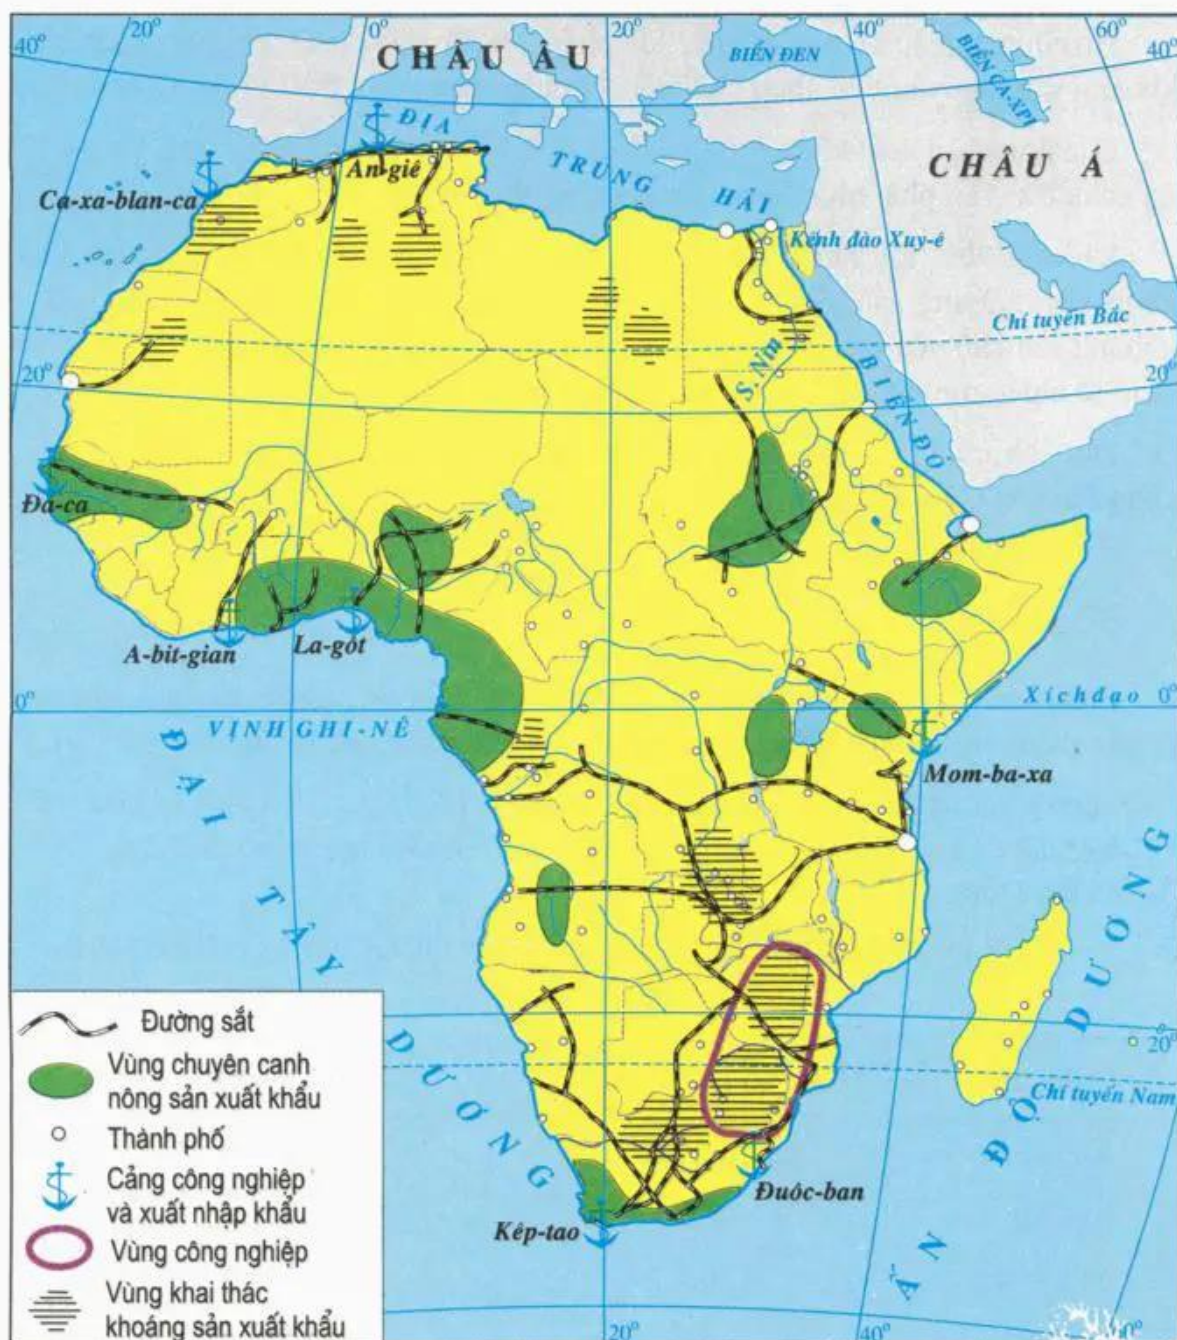 40°
20°
0°
20°
40°
60°
40°
CHÂU ÂU
BIỂN ĐEN
BIỂN CA-XPI
ĐỊA
TRUNG
HẢI
CHÂU Á
An-giê
Ca-xa-blan-ca
Kênh đào Xuy-ê
Chí tuyến Bắc
S. Nin
BIỂN ĐỎ
20°
20°
Đa-ca
A-bit-gian
La-gôt
VỊNH GHI-NÊ
0°
Xích đạo
0°
Mom-ba-xa
ĐẠI TÂY DƯƠNG
ẤN ĐỘ DƯƠNG
20°
Chí tuyến Nam
Đuôc-ban
Kêp-tao
20°
40°
60°
Đường sắt
Vùng chuyên canh
nông sản xuất khẩu
Thành phố
Cảng công nghiệp
và xuất nhập khẩu
Vùng công nghiệp
Vùng khai thác
khoáng sản xuất khẩu